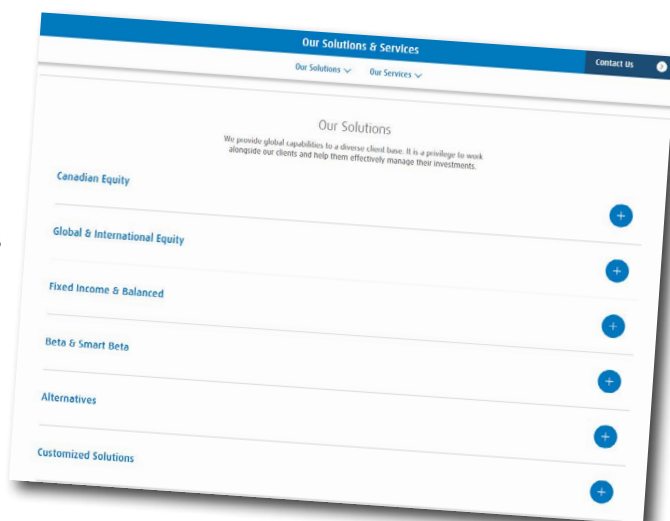 Our Solutions & Services
Contact Us
Our Solutions
Our Services
Our Solutions
We provide global capabilities to a diverse client base. It is a privilege to work
alongside our clients and help them effectively manage their investments.
Canadian Equity
Global & International Equity
Fixed Income & Balanced
Beta & Smart Beta
Alternatives
Customized Solutions